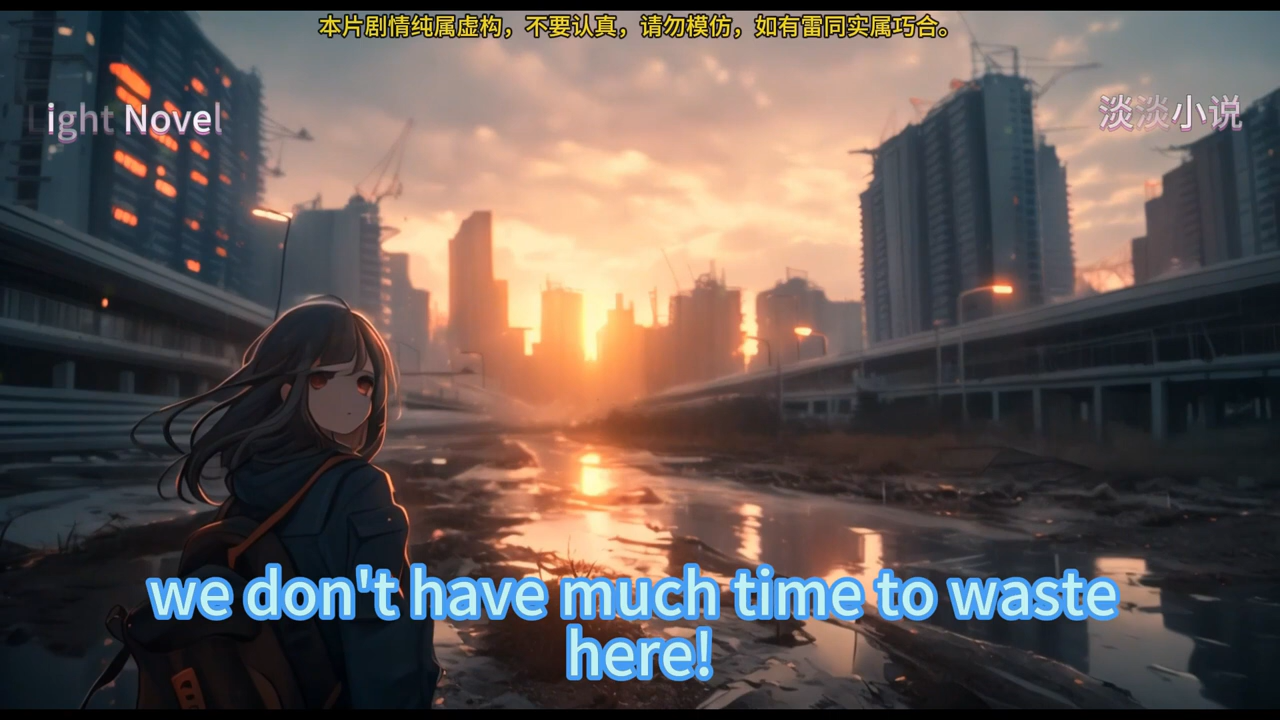 本片剧情纯属虚构，不要认真，请勿模仿，如有雷同实属巧合。
Light Novel
淡淡小说
we don't have much time to waste
here!